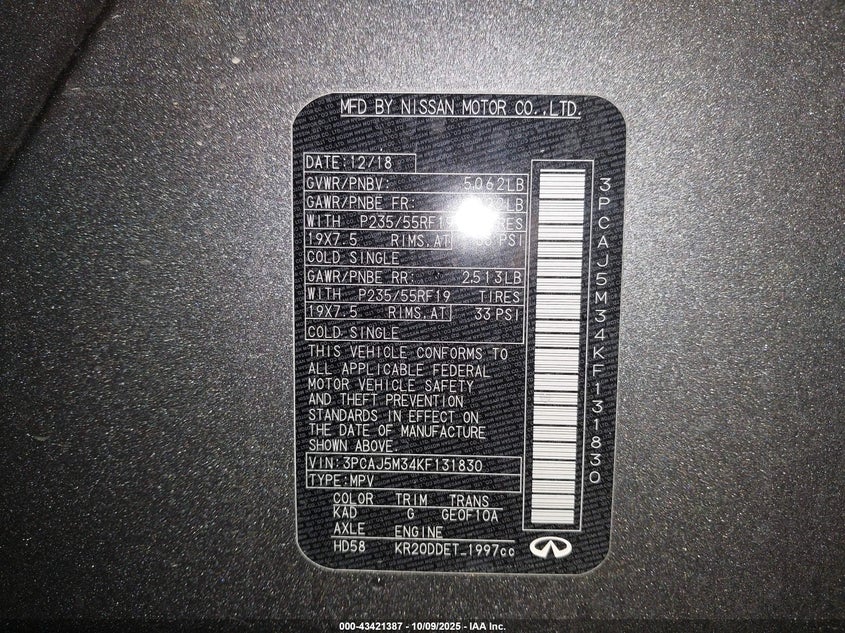 MFD BY NISSAN MOTOR CO.,LTD.
DATE:12/18
GVWR/PNBV: 5062LB
GAWR/PNBE FR: LB
WITH P235/55RF19
19X7.5 RIMS.AT PSI
COLD SINGLE
GAWR/PNBE RR: 2513LB
WITH P235/55RF19 TIRES
19X7.5 RIMS.AT 33PSI
COLD SINGLE
THIS VEHICLE CONFORMS TO
ALL APPLICABLE FEDERAL
MOTOR VEHICLE SAFETY
AND THEFT PREVENTION
STANDARDS IN EFFECT ON
THE DATE OF MANUFACTURE
SHOWN ABOVE.
VIN:3PCAJ5M34KF131830
TYPE:MPV
COLOR TRIM TRANS
KAD G GE0F10A
AXLE ENGINE
HD58 KR20DDET_1997cc
3PCAJ5M34KF131830
000-43421387 - 10/09/2025 - IAA Inc.